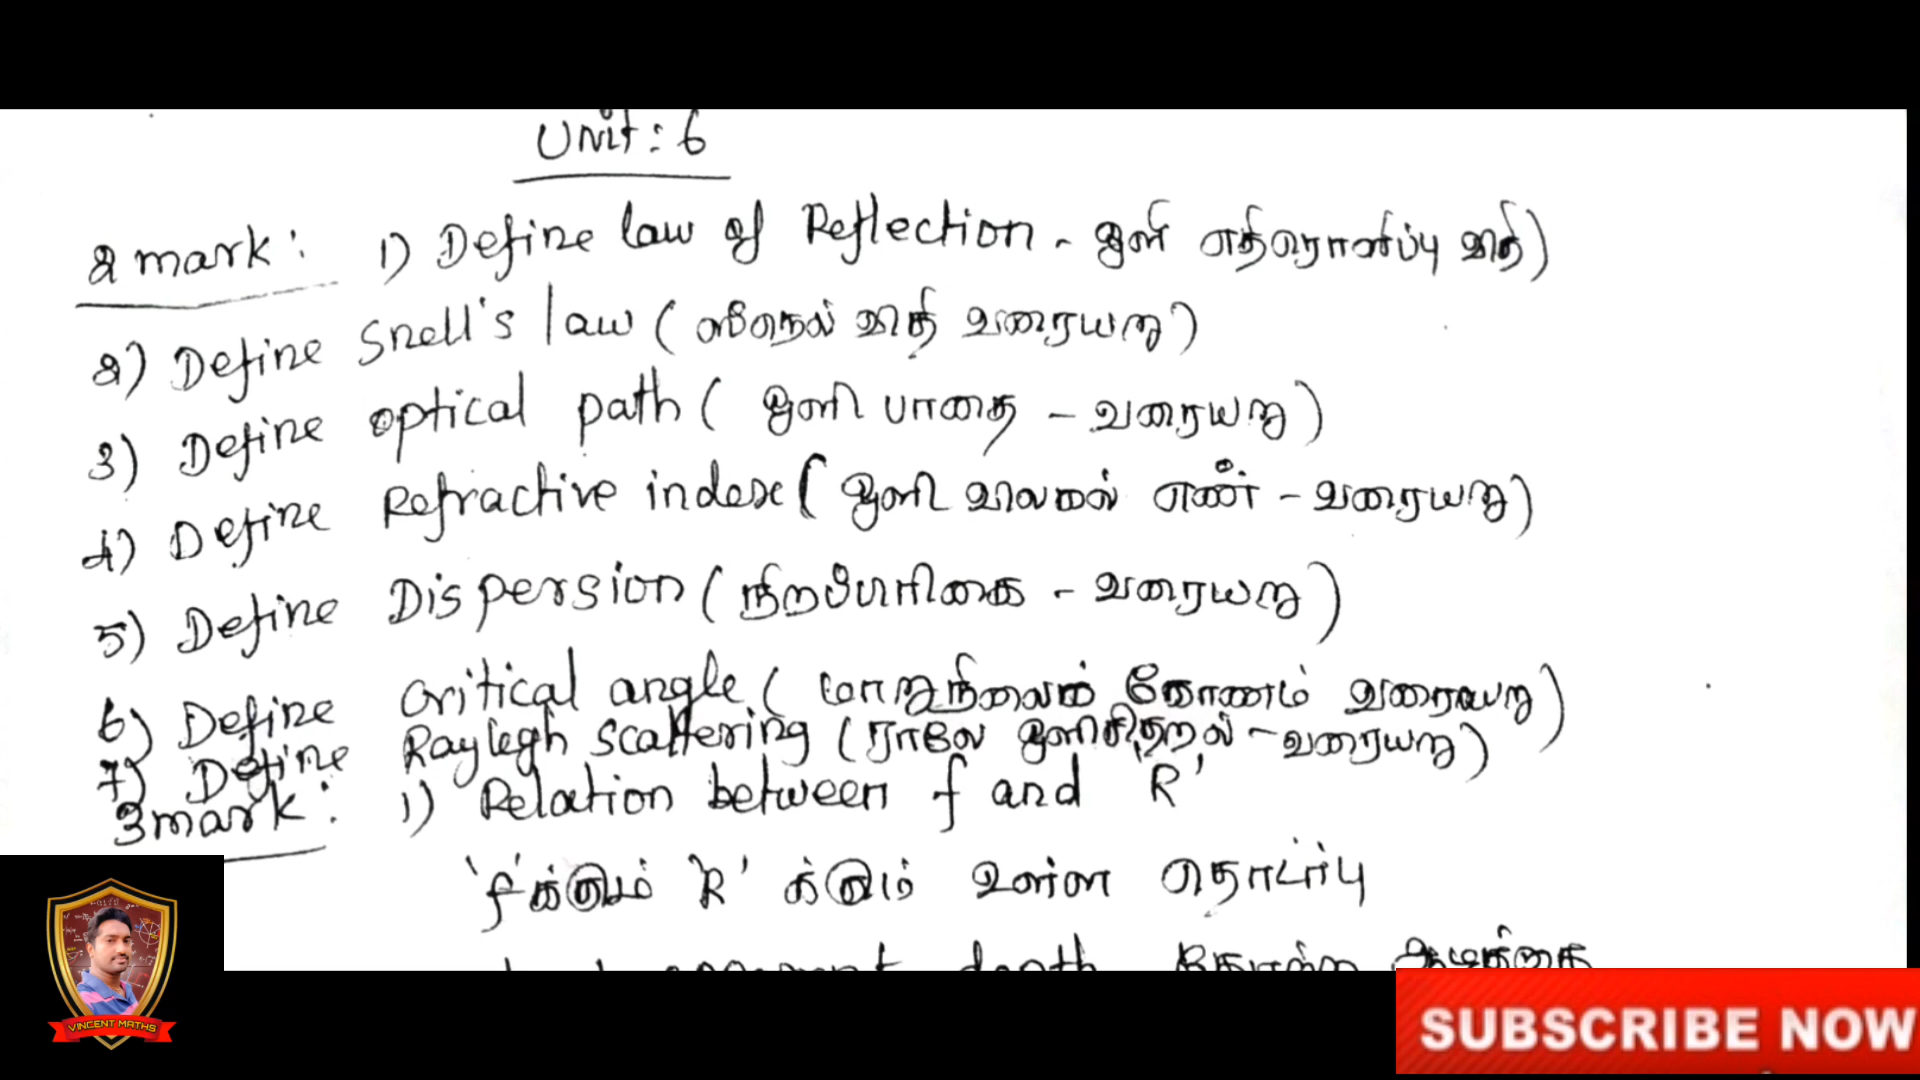 Unit: 6
2 mark: 1) Define law of Reflection - ஒளி எதிரொளிப்பு விதி)
2) Define Snell's law ( ஸ்நெல் விதி வரையறு)
3) Define optical path ( ஒளி பாதை - வரையறு)
4) Define Refractive index ( ஒளி விலகல் எண் - வரையறு)
5) Define Dispersion ( நிறப்பிரிகை - வரையறு)
6) Define critical angle ( மாறுநிலைக் கோணம் வரையறு)
7) Define Raylegh scattering ( ராலே ஒளிச்சிதறல் - வரையறு)
3 mark: 1) Relation between f and R'
'f'க்கும் 'R' க்கும் உள்ள தொடர்பு
depth
VINCENT MATHS
SUBSCRIBE NOW